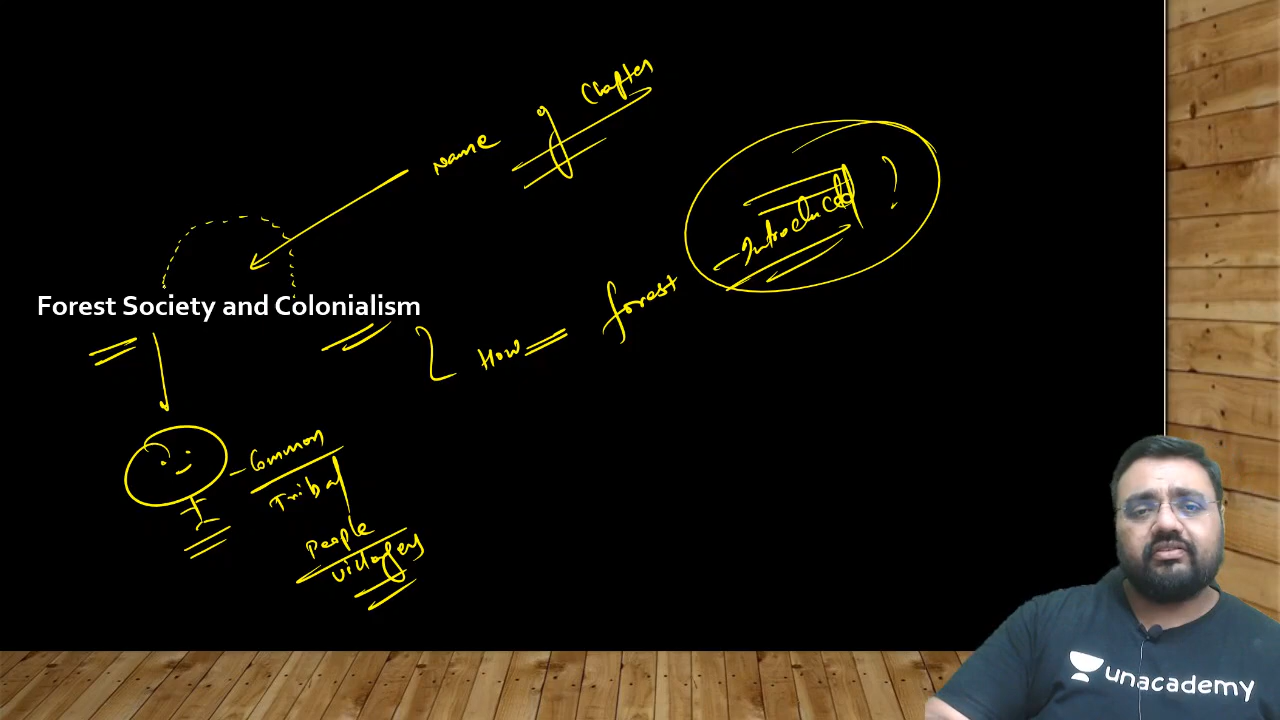 Name of Chapter
Introduced ?
Forest Society and Colonialism
How forest
Common
Tribal
People
villagers
unacademy